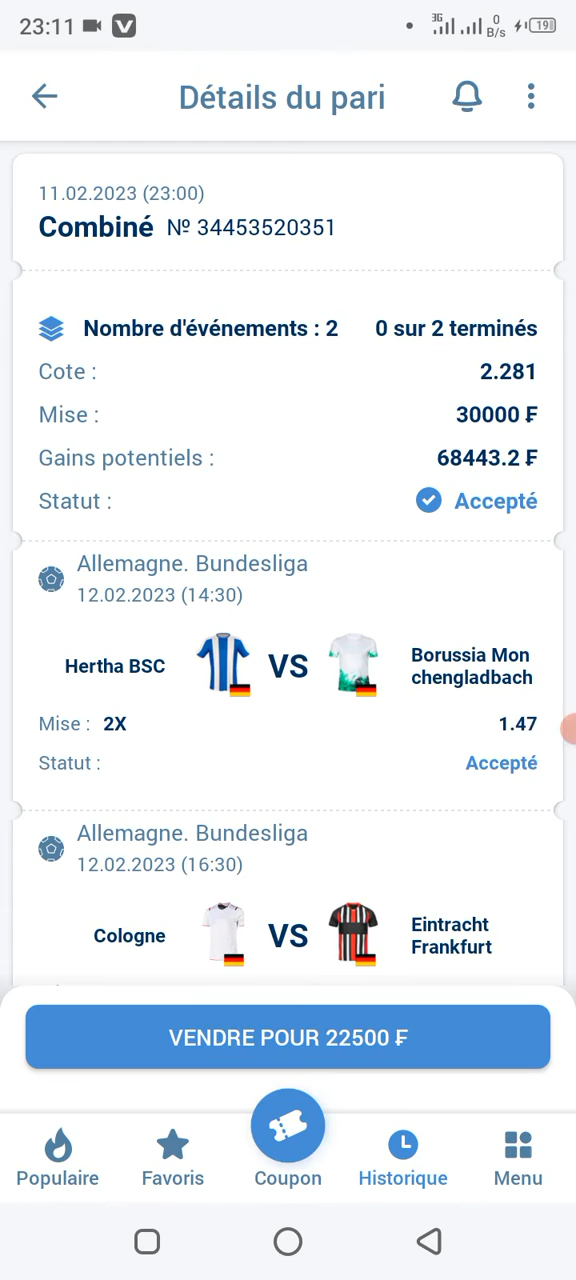 23:11
3G 0 B/s 19
Détails du pari
11.02.2023 (23:00)
Combiné № 34453520351
Nombre d'événements : 2 0 sur 2 terminés
Cote : 2.281
Mise : 30000 ₣
Gains potentiels : 68443.2 ₣
Statut : Accepté
Allemagne. Bundesliga
12.02.2023 (14:30)
Hertha BSC VS Borussia Mon
chengladbach
Mise : 2X 1.47
Statut : Accepté
Allemagne. Bundesliga
12.02.2023 (16:30)
Cologne VS Eintracht
Frankfurt
VENDRE POUR 22500 ₣
Populaire Favoris Coupon Historique Menu